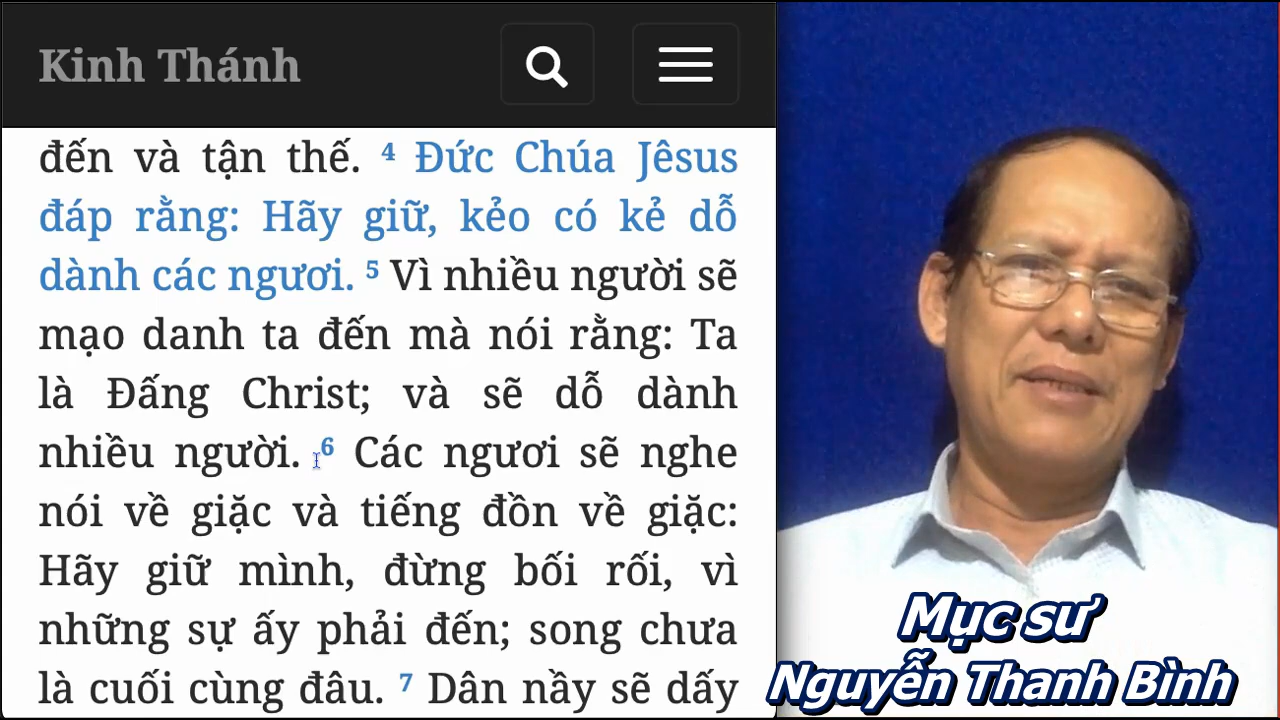 Kinh Thánh
đến và tận thế. 4 Đức Chúa Jêsus
đáp rằng: Hãy giữ, kẻo có kẻ dỗ
dành các ngươi. 5 Vì nhiều người sẽ
mạo danh ta đến mà nói rằng: Ta
là Đấng Christ; và sẽ dỗ dành
nhiều người. 6 Các ngươi sẽ nghe
nói về giặc và tiếng đồn về giặc:
Hãy giữ mình, đừng bối rối, vì
những sự ấy phải đến; song chưa
là cuối cùng đâu. 7 Dân nầy sẽ dấy
Mục sư
Nguyễn Thanh Bình